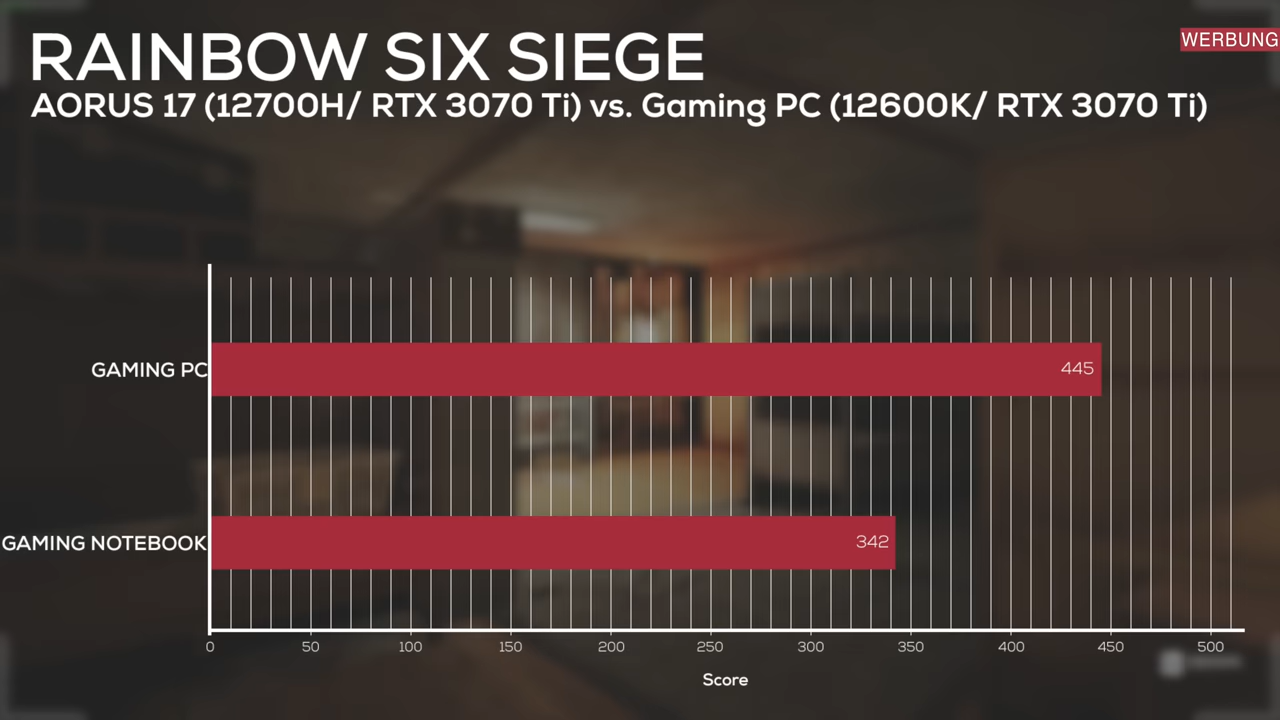 RAINBOW SIX SIEGE
WERBUNG
AORUS 17 (12700H/ RTX 3070 Ti) vs. Gaming PC (12600K/ RTX 3070 Ti)
GAMING PC
445
GAMING NOTEBOOK
342
0 50 100 150 200 250 300 350 400 450 500
Score